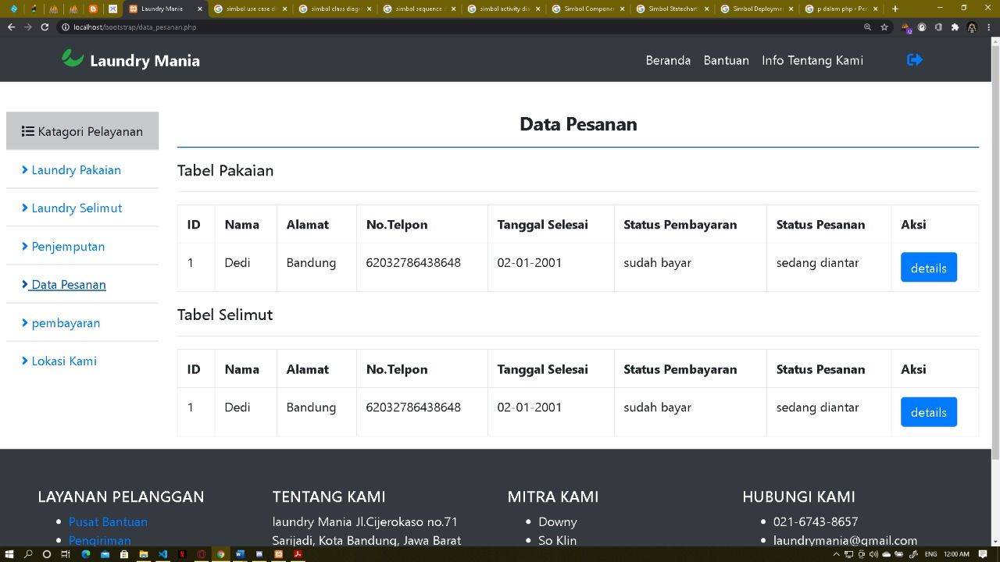 Laundry Mania
simbol use case di
simbol class diagra
simbol sequence d
simbol activity dia
Simbol Componen
Simbol Statechart
Simbol Deploymen
p dalam php - Pen
localhost/bootstrap/data_pesanan.php
12
Laundry Mania
Beranda
Bantuan
Info Tentang Kami
Katagori Pelayanan
Laundry Pakaian
Laundry Selimut
Penjemputan
Data Pesanan
pembayaran
Lokasi Kami
Data Pesanan
Tabel Pakaian
ID Nama Alamat No.Telpon Tanggal Selesai Status Pembayaran Status Pesanan Aksi
1 Dedi Bandung 62032786438648 02-01-2001 sudah bayar sedang diantar details
Tabel Selimut
ID Nama Alamat No.Telpon Tanggal Selesai Status Pembayaran Status Pesanan Aksi
1 Dedi Bandung 62032786438648 02-01-2001 sudah bayar sedang diantar details
LAYANAN PELANGGAN
Pusat Bantuan
Pengiriman
TENTANG KAMI
laundry Mania Jl.Cijerokaso no.71
Sarijadi, Kota Bandung, Jawa Barat
MITRA KAMI
Downy
So Klin
HUBUNGI KAMI
021-6743-8657
laundrymania@gmail.com
ENG 12:00 AM